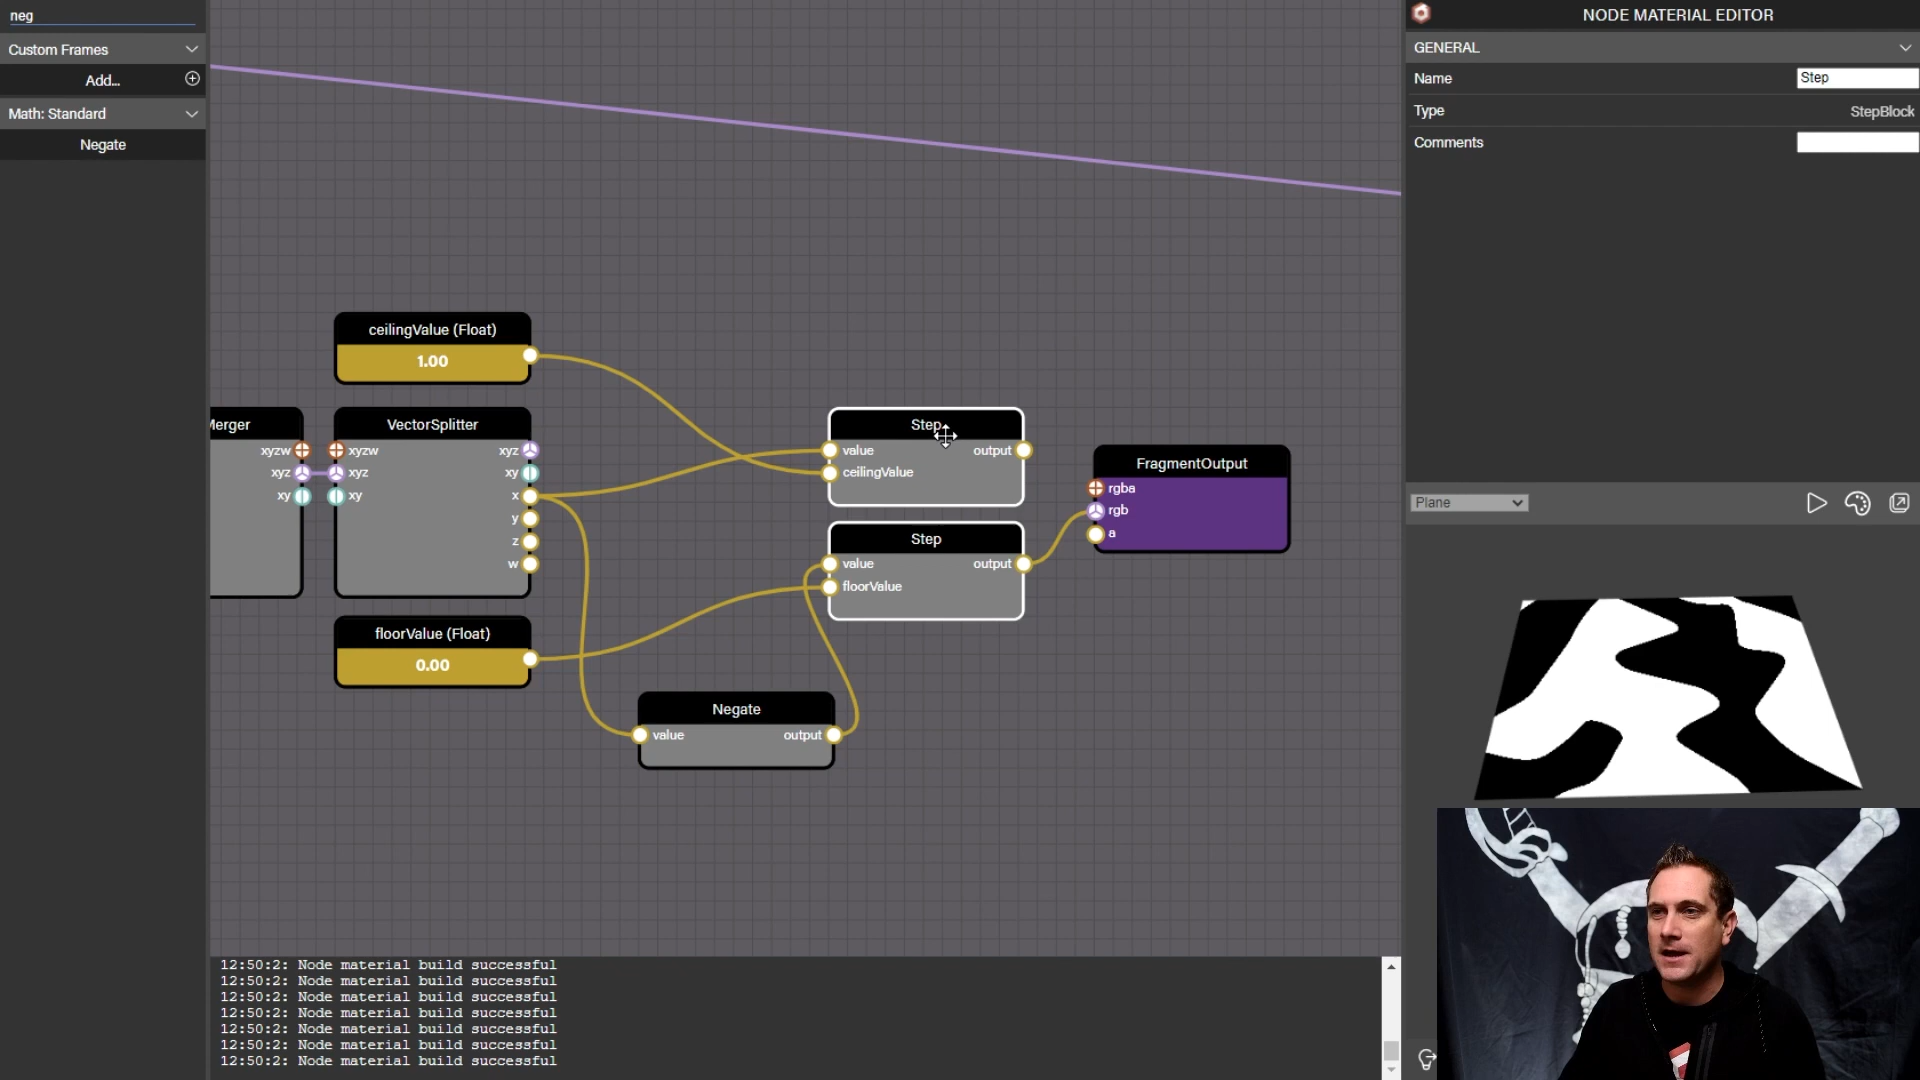 neg
Custom Frames
Add...
Math: Standard
Negate
ceilingValue (Float)
1.00
Merger
xyzw
xyz
xy
VectorSplitter
xyzw
xyz
xy
xyz
xy
x
y
z
w
floorValue (Float)
0.00
Step
value
output
ceilingValue
Step
value
output
floorValue
Negate
value
output
FragmentOutput
rgba
rgb
a
12:50:2: Node material build successful
12:50:2: Node material build successful
12:50:2: Node material build successful
12:50:2: Node material build successful
12:50:2: Node material build successful
12:50:2: Node material build successful
12:50:2: Node material build successful
NODE MATERIAL EDITOR
GENERAL
Name
Step
Type
StepBlock
Comments
Plane